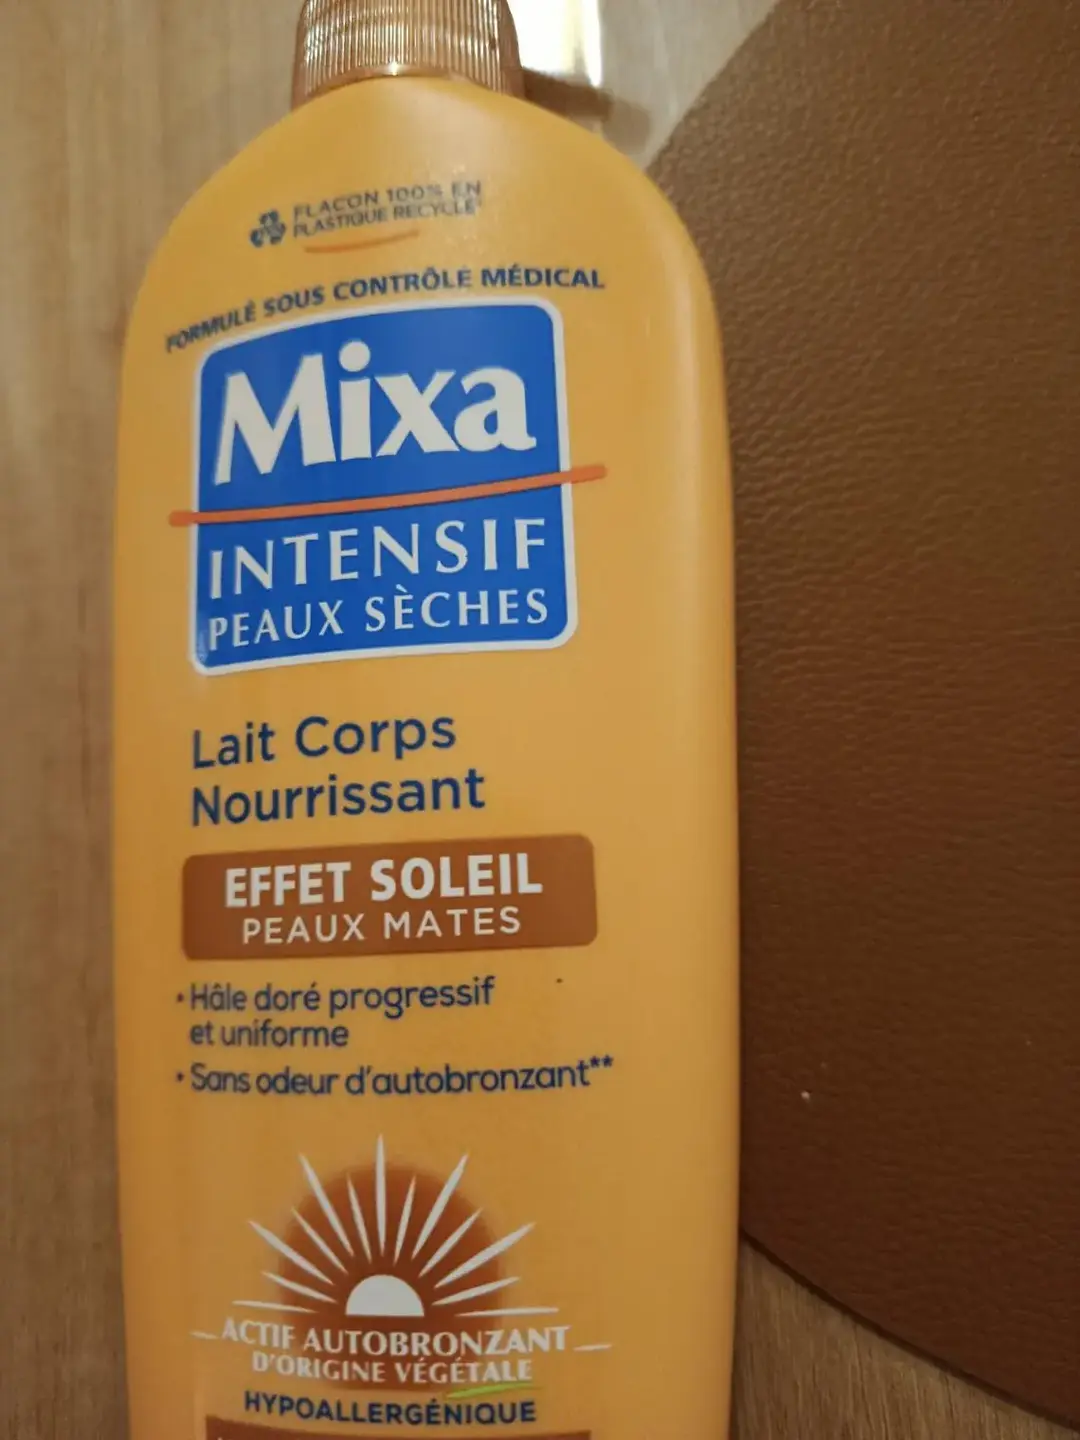 FLACON 100% EN
PLASTIQUE RECYCLÉ¹
FORMULÉ SOUS CONTRÔLE MÉDICAL
Mixa
INTENSIF
PEAUX SÈCHES
Lait Corps
Nourrissant
EFFET SOLEIL
PEAUX MATES
• Hâle doré progressif
et uniforme
• Sans odeur d'autobronzant**
ACTIF AUTOBRONZANT
D'ORIGINE VÉGÉTALE
HYPOALLERGÉNIQUE